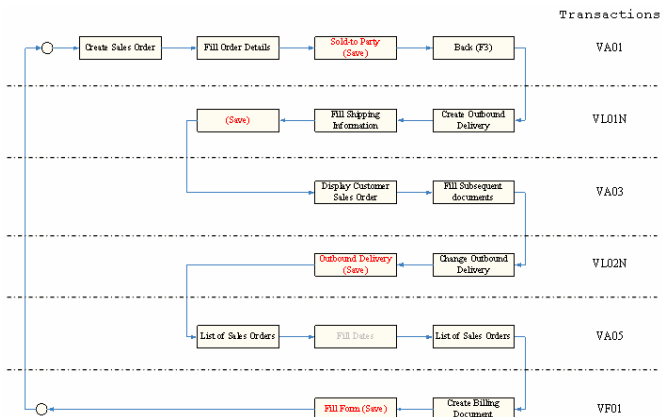 Transactions
Create Sales Order
Fill Order Details
Sold-to Party
(Save)
Back (F3)
VA01
(Save)
Fill Shipping
Information
Create Outbound
Delivery
VL01N
Display Customer
Sales Order
Fill Subsequent
documents
VA03
Outbound Delivery
(Save)
Change Outbound
Delivery
VL02N
List of Sales Orders
Fill Dates
List of Sales Orders
VA05
Fill Form (Save)
Create Billing
Document
VF01